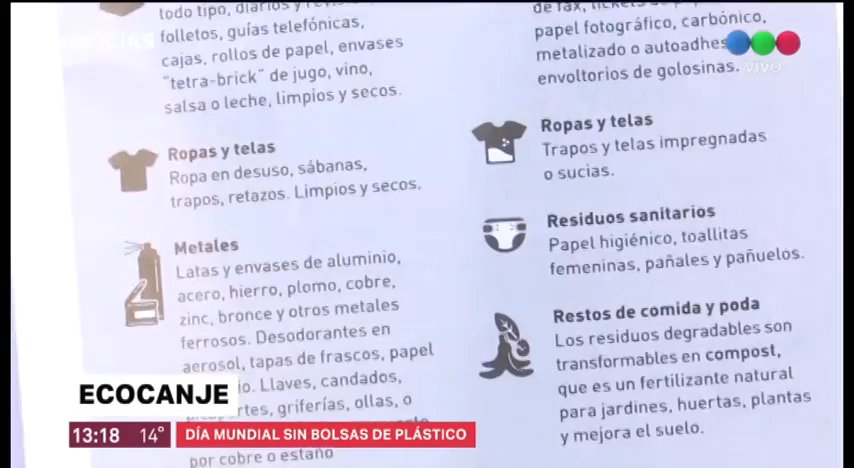 todo tipo, diarios y
folletos, guías telefónicas,
cajas, rollos de papel, envases
"tetra-brick" de jugo, vino,
salsa o leche, limpios y secos.
Ropas y telas
Ropa en desuso, sábanas,
trapos, retazos. Limpios y secos.
Metales
Latas y envases de aluminio,
acero, hierro, plomo, cobre,
zinc, bronce y otros metales
ferrosos. Desodorantes en
aerosol, tapas de frascos, papel
Llaves, candados,
griferías, ollas, o
por cobre o estaño
de fax,
papel fotográfico, carbónico,
metalizado o
envoltorios de golosinas.
Ropas y telas
Trapos y telas impregnadas
o sucias.
Residuos sanitarios
Papel higiénico, toallitas
femeninas, pañales y pañuelos.
Restos de comida y poda
Los residuos degradables son
transformables en compost,
que es un fertilizante natural
para jardines, huertas, plantas
y mejora el suelo.
NOTICIAS
VIVO
ECOCANJE
13:18 14° DÍA MUNDIAL SIN BOLSAS DE PLÁSTICO